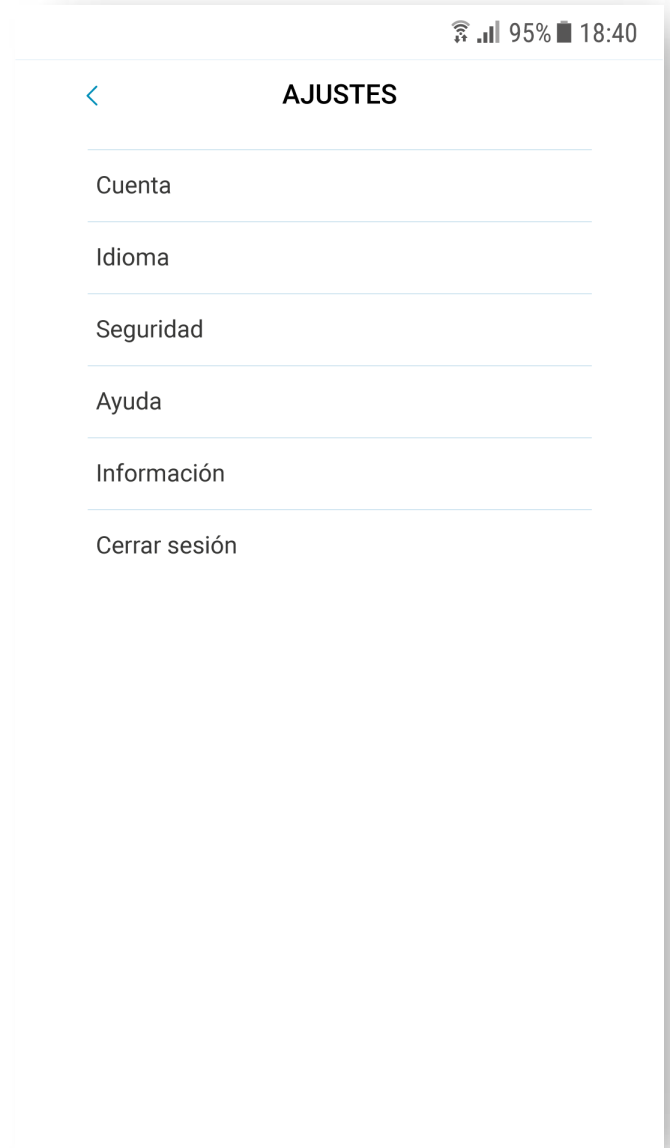 95% 18:40
AJUSTES
Cuenta
Idioma
Seguridad
Ayuda
Información
Cerrar sesión